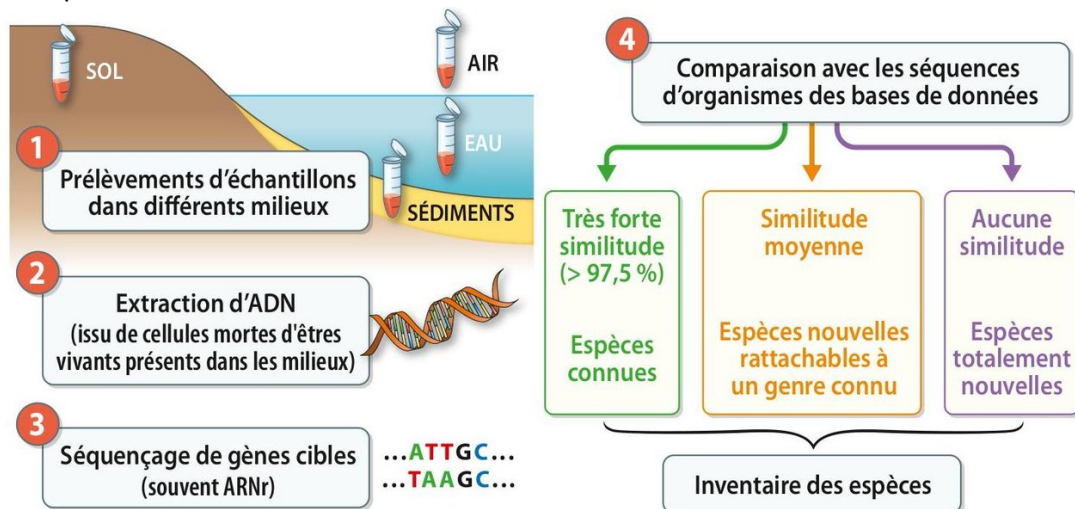 SOL
AIR
EAU
SÉDIMENTS
1
Prélèvements d'échantillons
dans différents milieux
2
Extraction d'ADN
(issu de cellules mortes d'êtres
vivants présents dans les milieux)
3
Séquençage de gènes cibles
(souvent ARNr)
...ATTGC...
...TAAGC...
4
Comparaison avec les séquences
d'organismes des bases de données
Très forte
similitude
(> 97,5 %)
Espèces
connues
Similitude
moyenne
Espèces nouvelles
rattachables à
un genre connu
Aucune
similitude
Espèces
totalement
nouvelles
Inventaire des espèces